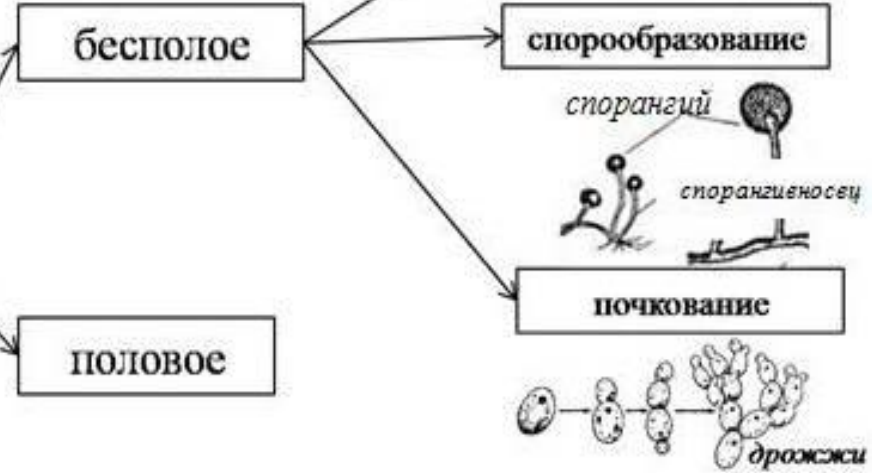 бесполое
спорообразование
спорангий
спорангиеносец
почкование
половое
дрожжи